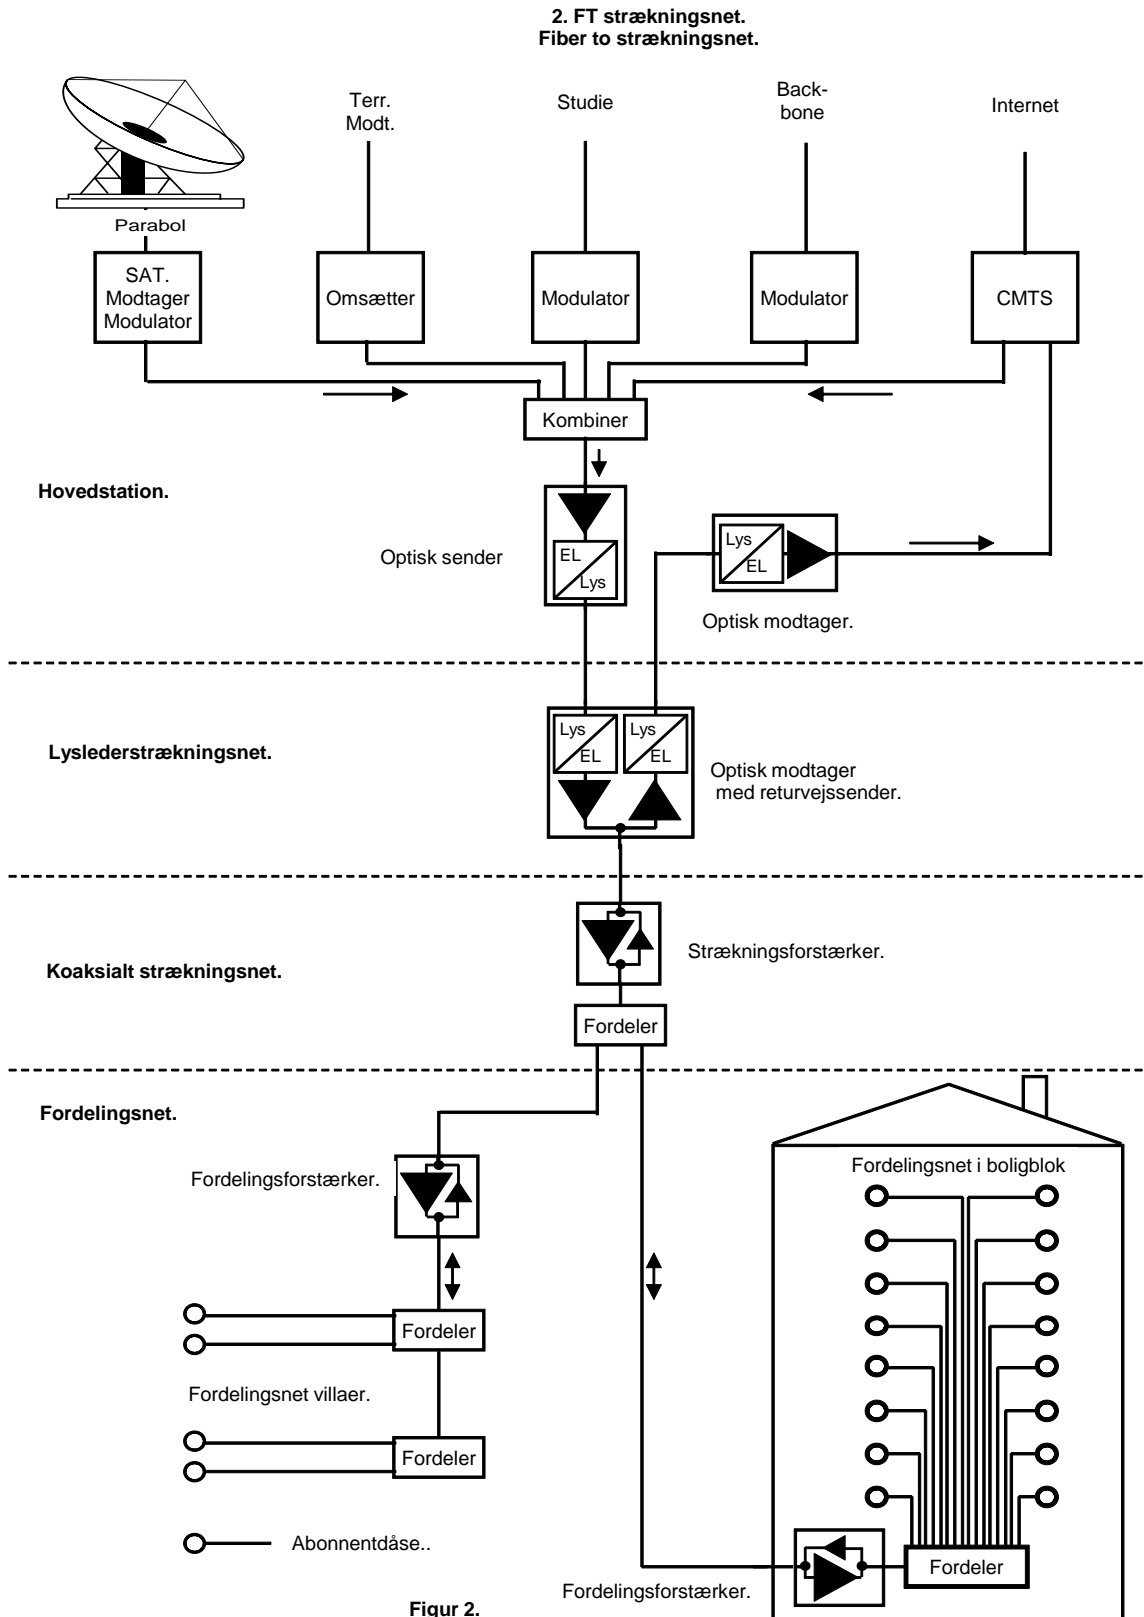 2. FT strækningsnet.
Fiber to strækningsnet.
Terr.
Modt.
Studie
Back-
bone
Internet
Parabol
SAT.
Modtager
Modulator
Omsætter
Modulator
Modulator
CMTS
Kombiner
Hovedstation.
Optisk sender
EL
Lys
Lys
EL
Optisk modtager.
Lyslederstrækningsnet.
Lys
EL
Lys
EL
Optisk modtager
med returvejssender.
Koaksialt strækningsnet.
Strækningsforstærker.
Fordeler
Fordelingsnet.
Fordelingsforstærker.
Fordelingsnet i boligblok
Fordeler
Fordelingsnet villaer.
Fordeler
Abonnentdåse..
Fordelingsforstærker.
Fordeler
Figur 2.